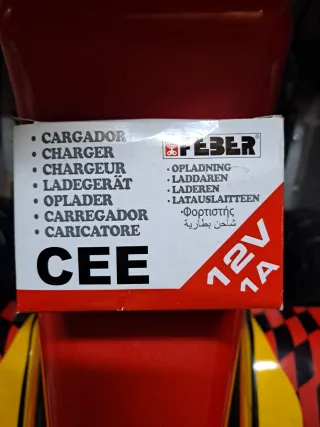 • CARGADOR
• CHARGER
• CHARGEUR
• LADEGERÄT
• OPLADER
• CARREGADOR
• CARICATORE
CEE
FEBER®
• OPLADNING
• LADDAREN
• LADEREN
• LATAUSLAITTEEN
• Φορτιστής
شاحن بطارية
12V
1A